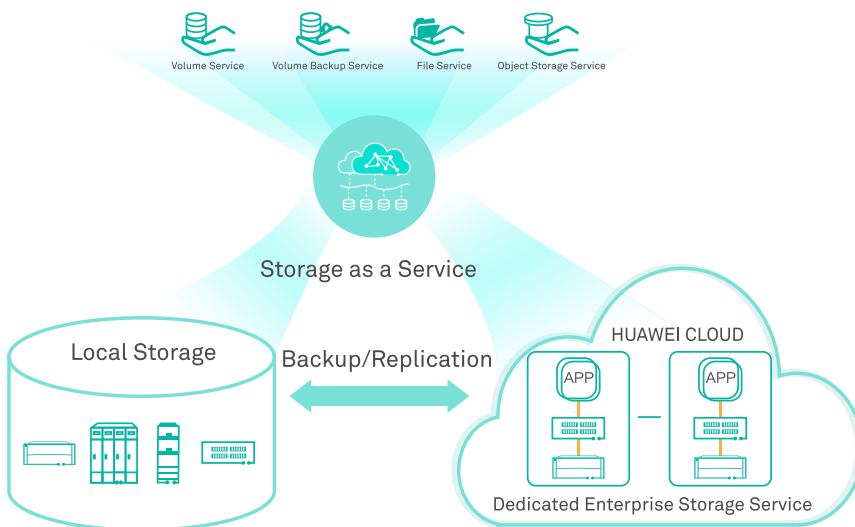 Volume Service
Volume Backup Service
File Service
Object Storage Service
Storage as a Service
Local Storage
Backup/Replication
HUAWEI CLOUD
APP
APP
Dedicated Enterprise Storage Service